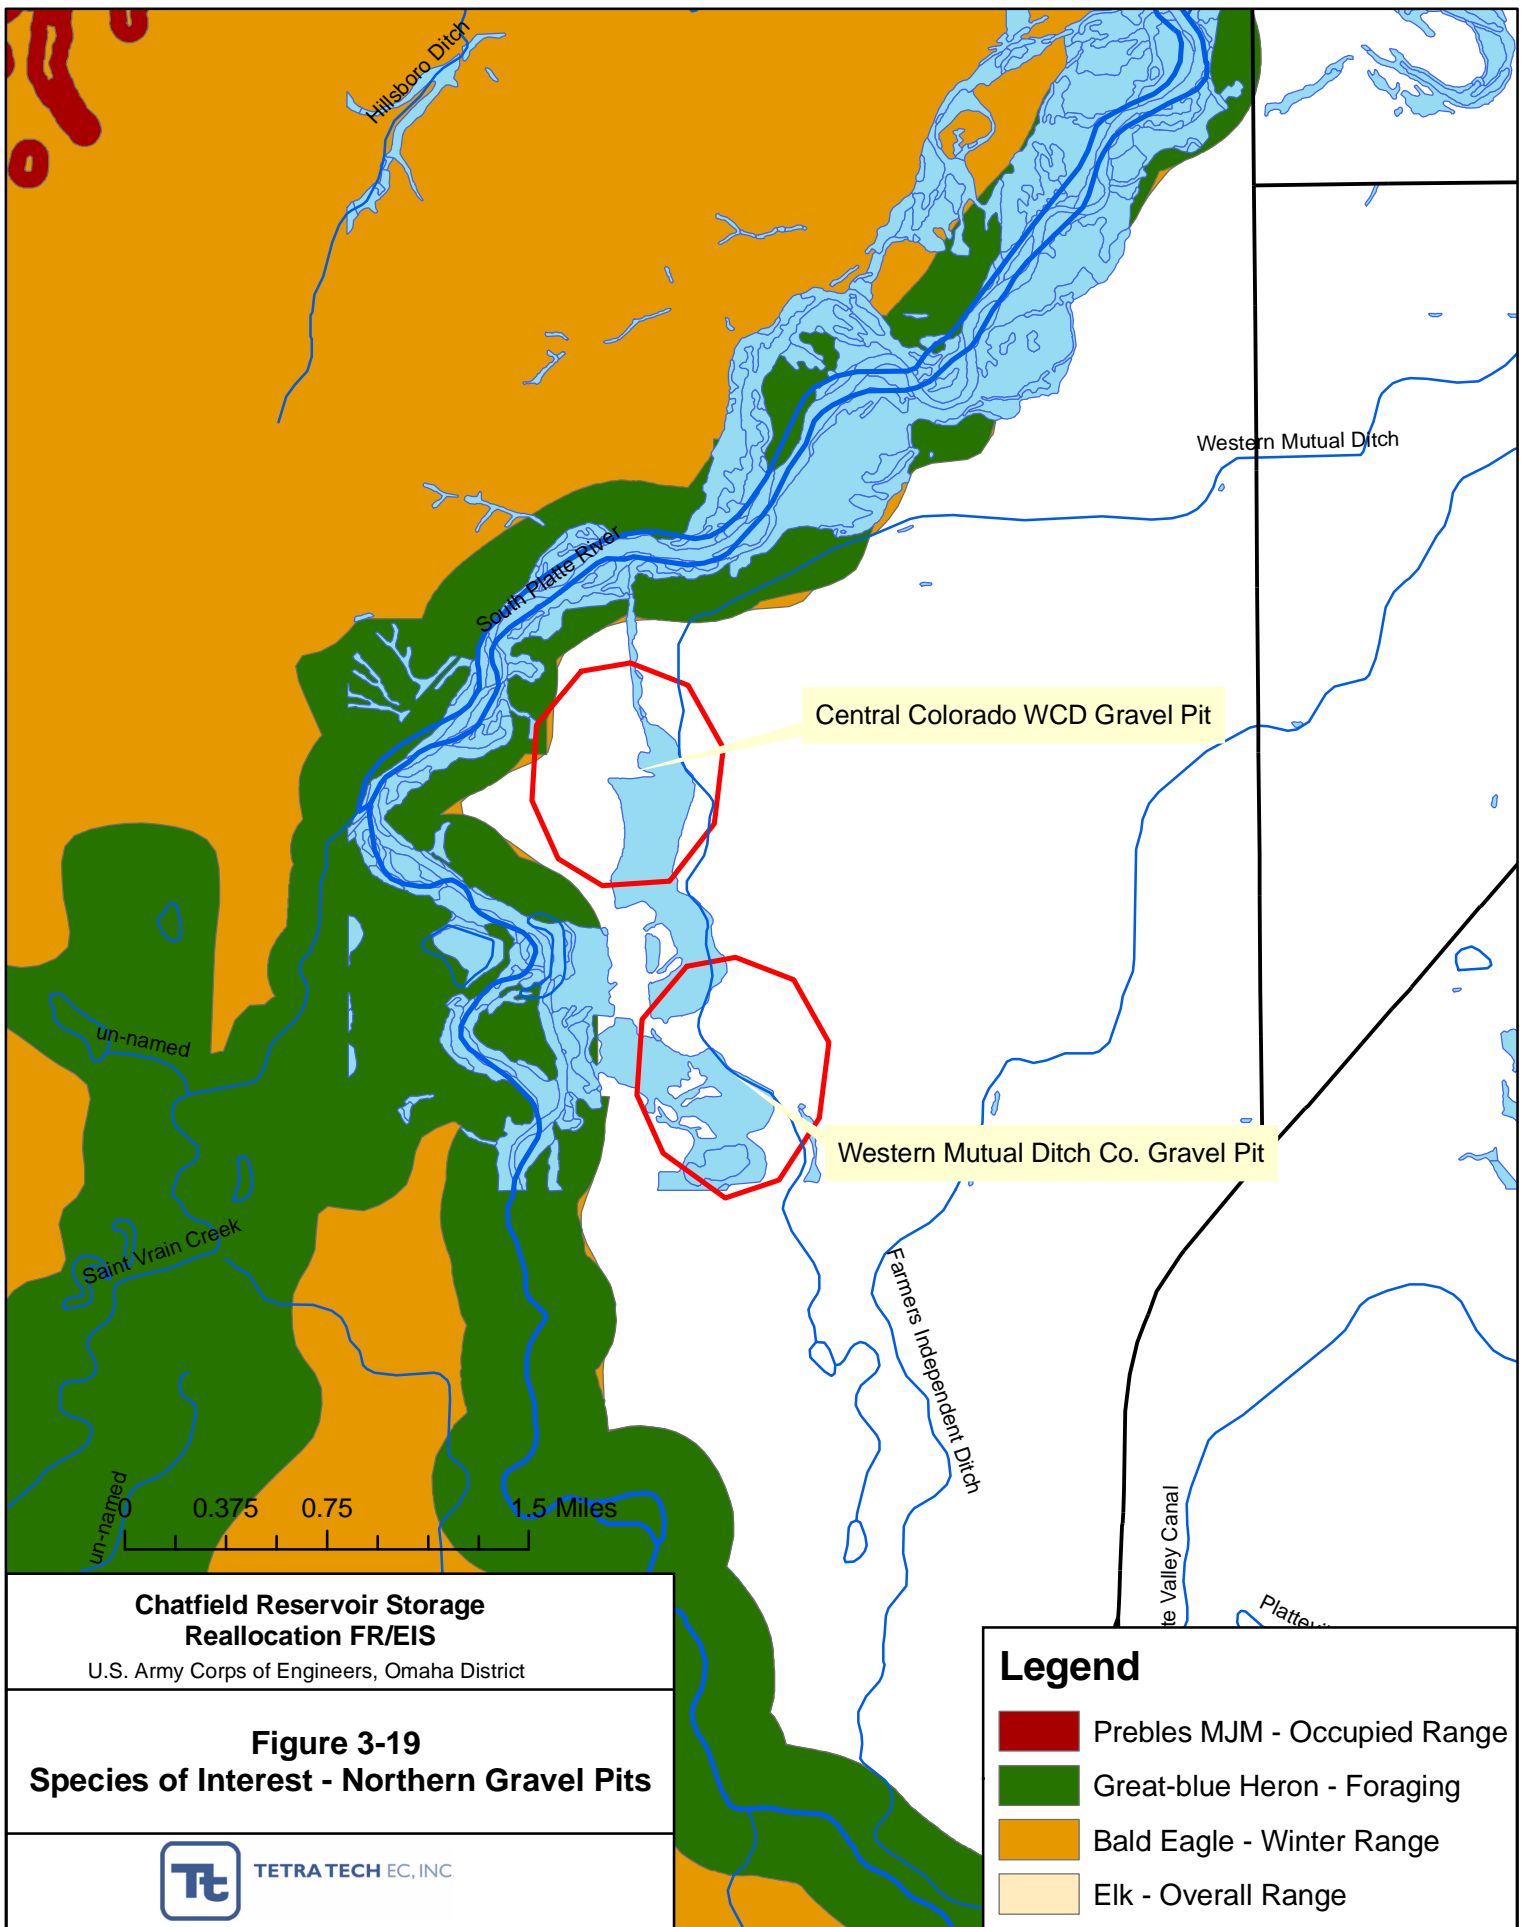 Hillsboro Ditch
Western Mutual Ditch
South Platte River
Central Colorado WCD Gravel Pit
un-named
Western Mutual Ditch Co. Gravel Pit
Saint Vrain Creek
Farmers Independent Ditch
un-named
0 0.375 0.75 1.5 Miles
te Valley Canal
Chatfield Reservoir Storage
Reallocation FR/EIS
U.S. Army Corps of Engineers, Omaha District
Figure 3-19
Species of Interest - Northern Gravel Pits
Tt TETRA TECH EC, INC.
Legend
Prebles MJM - Occupied Range
Great-blue Heron - Foraging
Bald Eagle - Winter Range
Elk - Overall Range